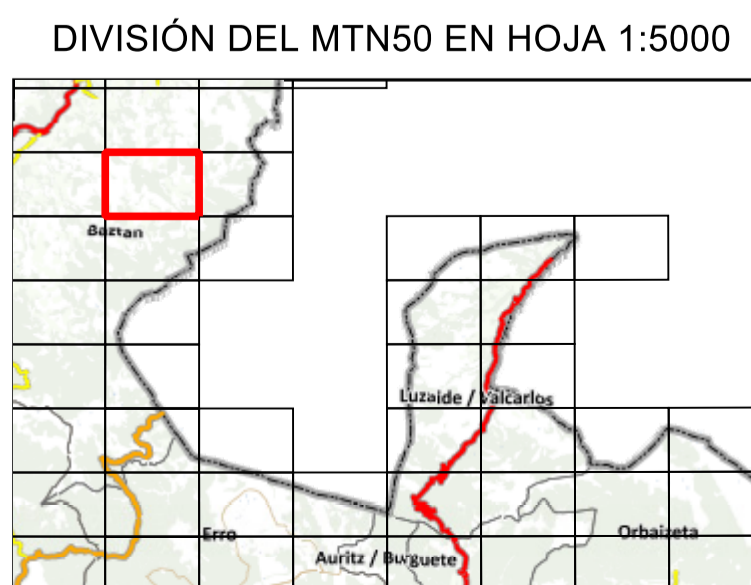 DIVISIÓN DEL MTN50 EN HOJA 1:5000
Baztan
Luzaide / Valcarlos
Erro
Orbaizeta
Auritz / Burguete